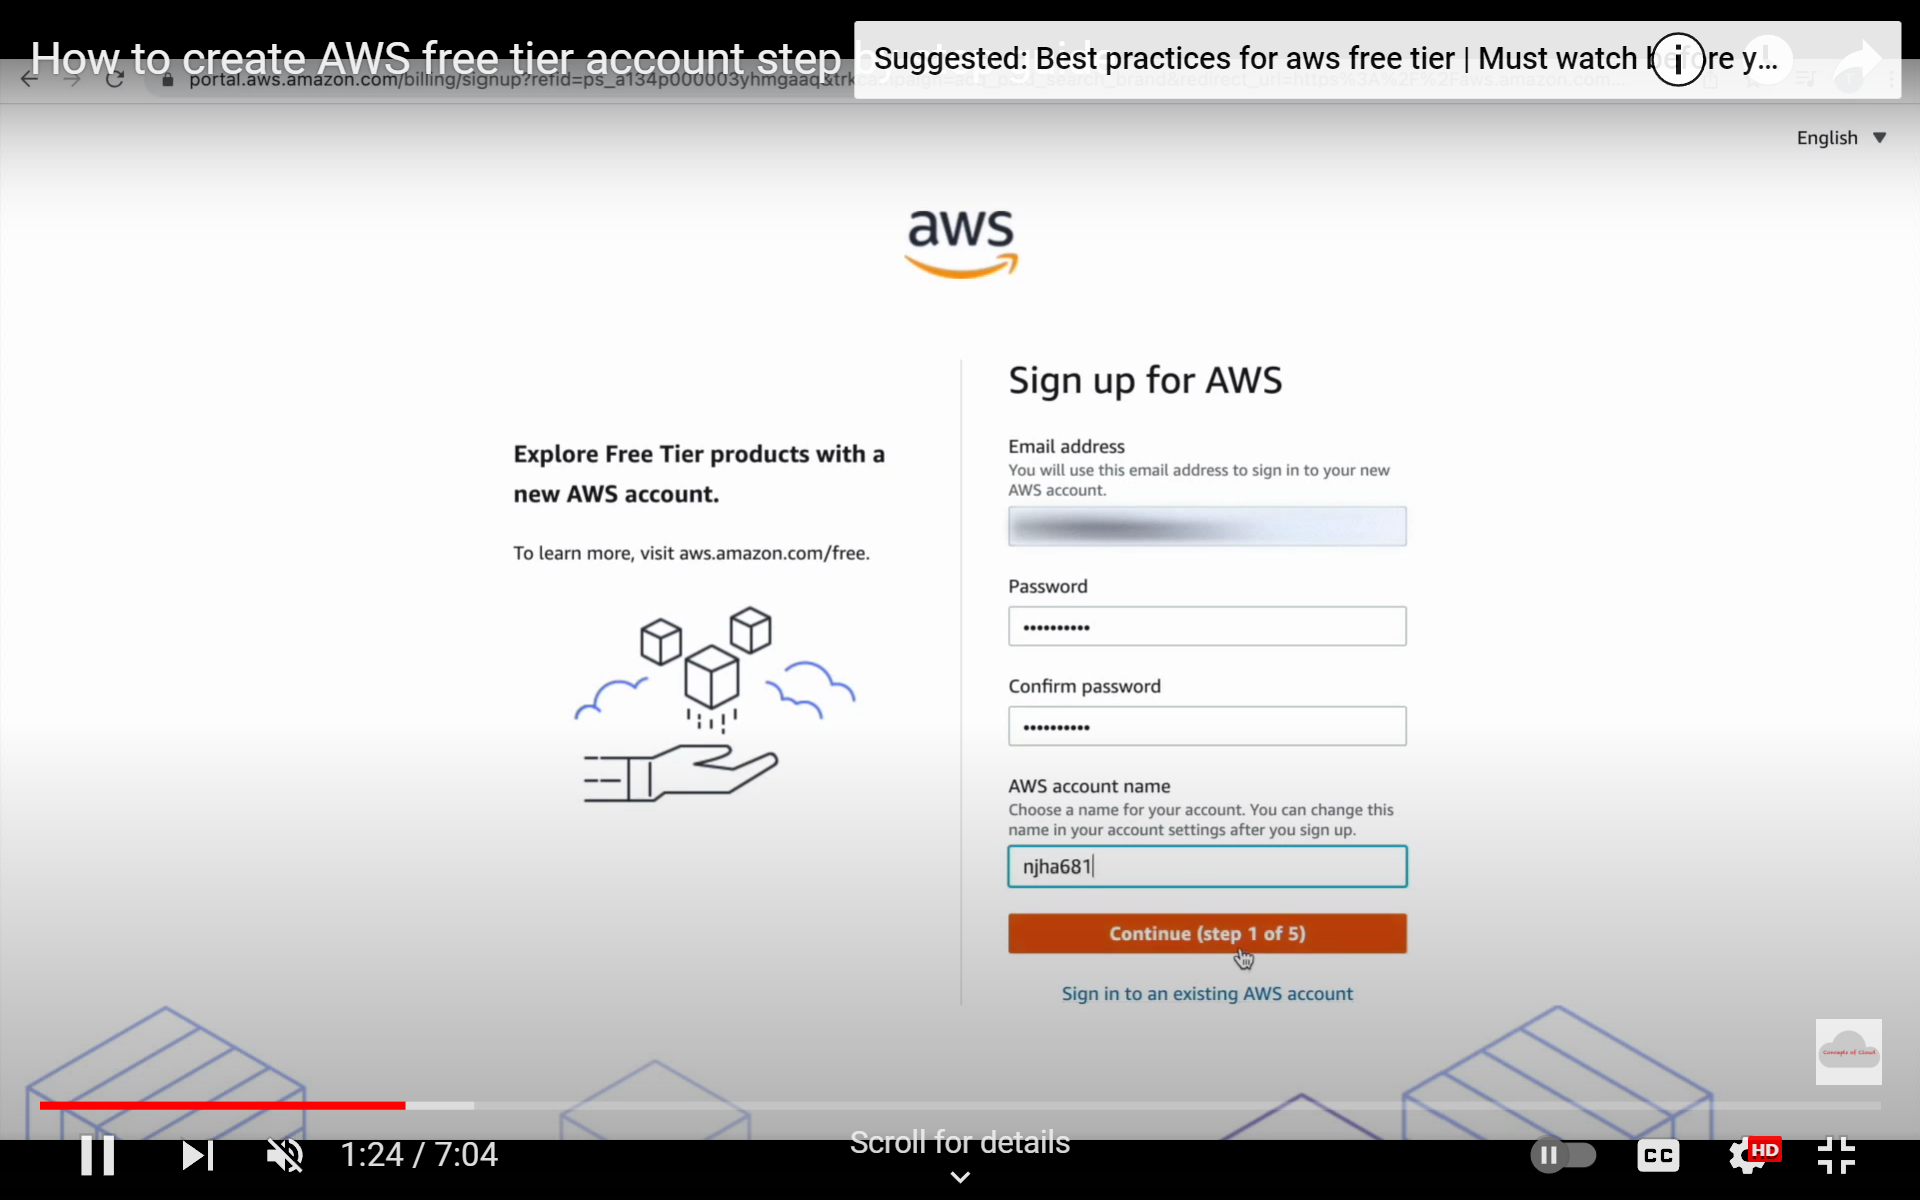 How to create AWS free tier account step
Suggested: Best practices for aws free tier | Must watch before y...
portal.aws.amazon.com/billing/signup?refid=ps_a134p000003yhmgaaq&trk
English
aws
Explore Free Tier products with a
new AWS account.
To learn more, visit aws.amazon.com/free.
Sign up for AWS
Email address
You will use this email address to sign in to your new
AWS account.
Password
••••••••••
Confirm password
••••••••••
AWS account name
Choose a name for your account. You can change this
name in your account settings after you sign up.
njha681
Continue (step 1 of 5)
Sign in to an existing AWS account
Concepts of Cloud
1:24 / 7:04
Scroll for details
CC
HD